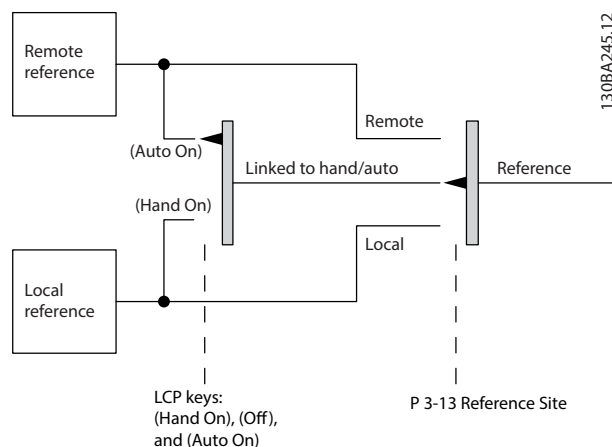 130BA245.12
Remote
reference
Remote
(Auto On)
Linked to hand/auto
Reference
(Hand On)
Local
Local
reference
LCP keys:
(Hand On), (Off),
and (Auto On)
P 3-13 Reference Site